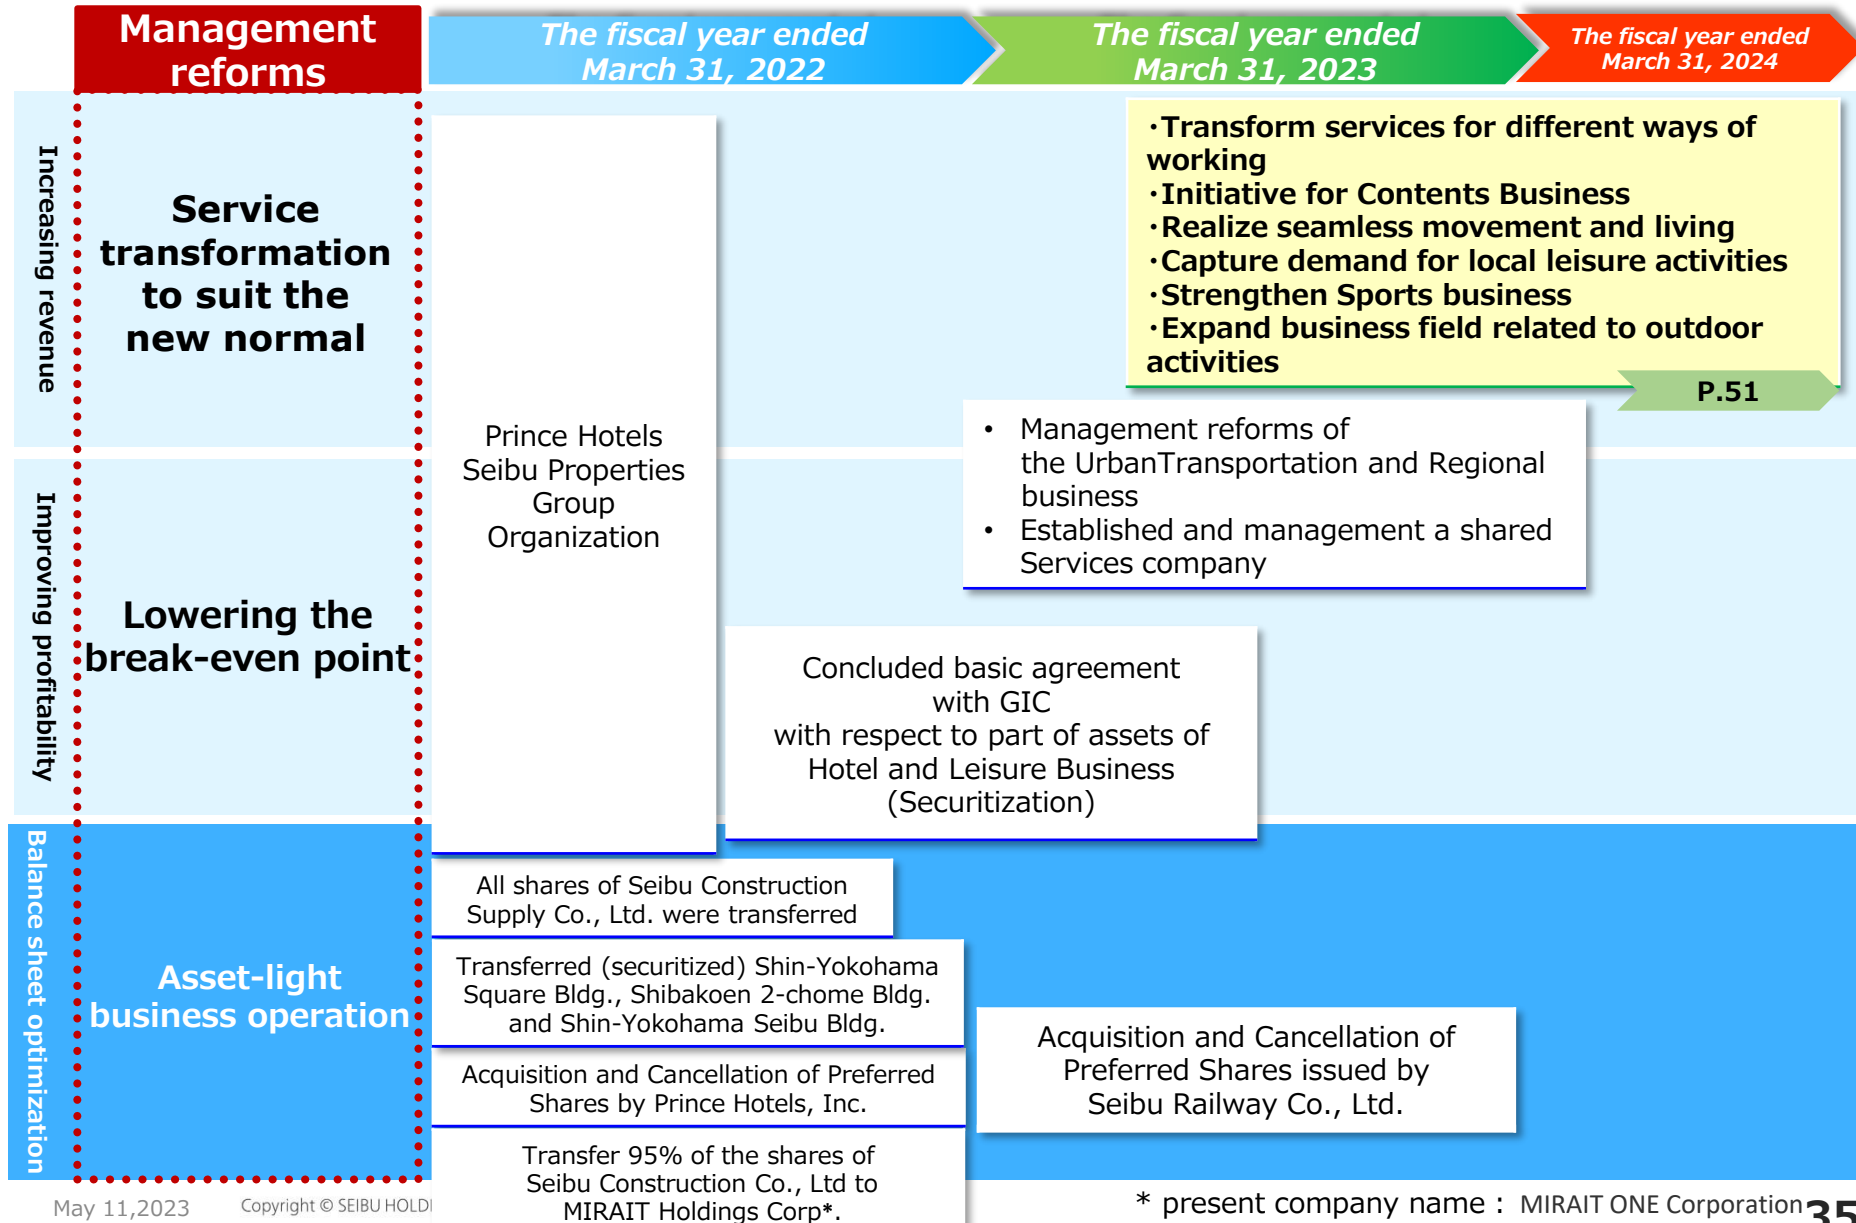 Management
reforms
The fiscal year ended
March 31, 2022
The fiscal year ended
March 31, 2023
The fiscal year ended
March 31, 2024
Increasing revenue
Service
transformation
to suit the
new normal
Prince Hotels
Seibu Properties
Group
Organization
・Transform services for different ways of
working
・Initiative for Contents Business
・Realize seamless movement and living
・Capture demand for local leisure activities
・Strengthen Sports business
・Expand business field related to outdoor
activities
P.51
• Management reforms of
the UrbanTransportation and Regional
business
• Established and management a shared
Services company
Improving profitability
Lowering the
break-even point
Concluded basic agreement
with GIC
with respect to part of assets of
Hotel and Leisure Business
(Securitization)
Balance sheet optimization
Asset-light
business operation
All shares of Seibu Construction
Supply Co., Ltd. were transferred
Transferred (securitized) Shin-Yokohama
Square Bldg., Shibakoen 2-chome Bldg.
and Shin-Yokohama Seibu Bldg.
Acquisition and Cancellation of Preferred
Shares by Prince Hotels, Inc.
Transfer 95% of the shares of
Seibu Construction Co., Ltd to
MIRAIT Holdings Corp*.
Acquisition and Cancellation of
Preferred Shares issued by
Seibu Railway Co., Ltd.
May 11,2023
Copyright © SEIBU
* present company name : MIRAIT ONE Corporation
35